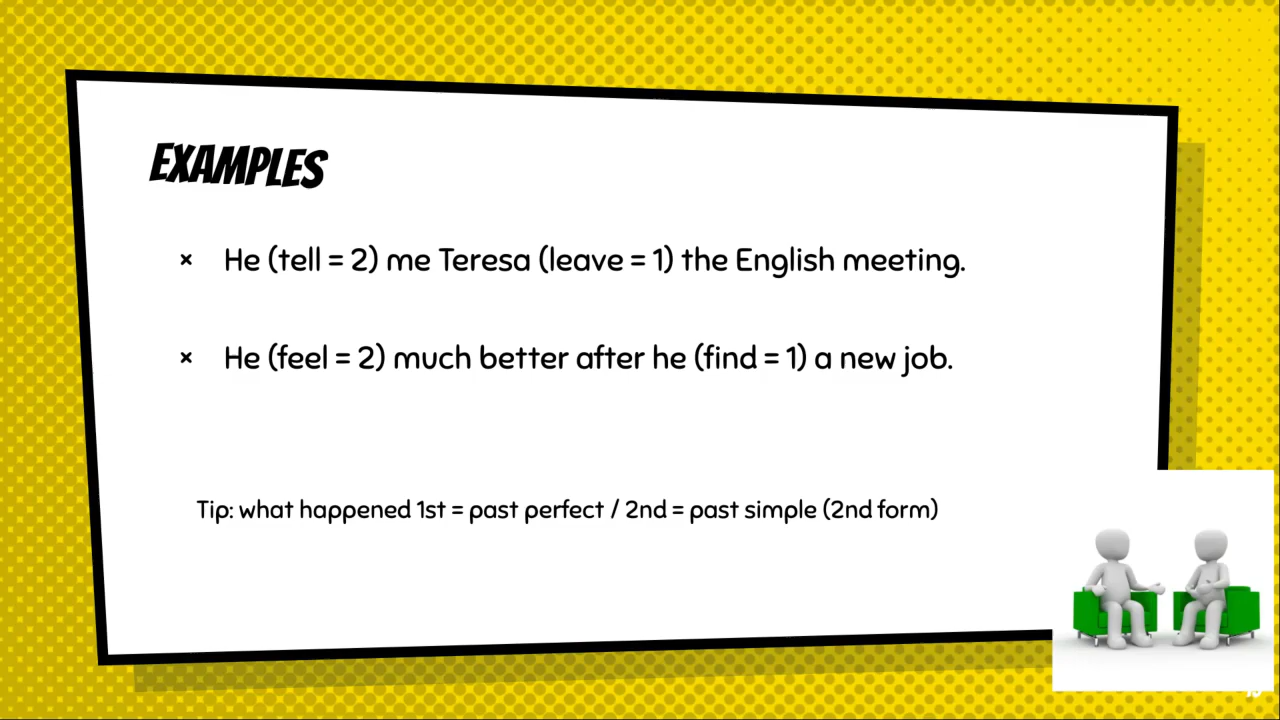 EXAMPLES
× He (tell = 2) me Teresa (leave = 1) the English meeting.
× He (feel = 2) much better after he (find = 1) a new job.
Tip: what happened 1st = past perfect / 2nd = past simple (2nd form)